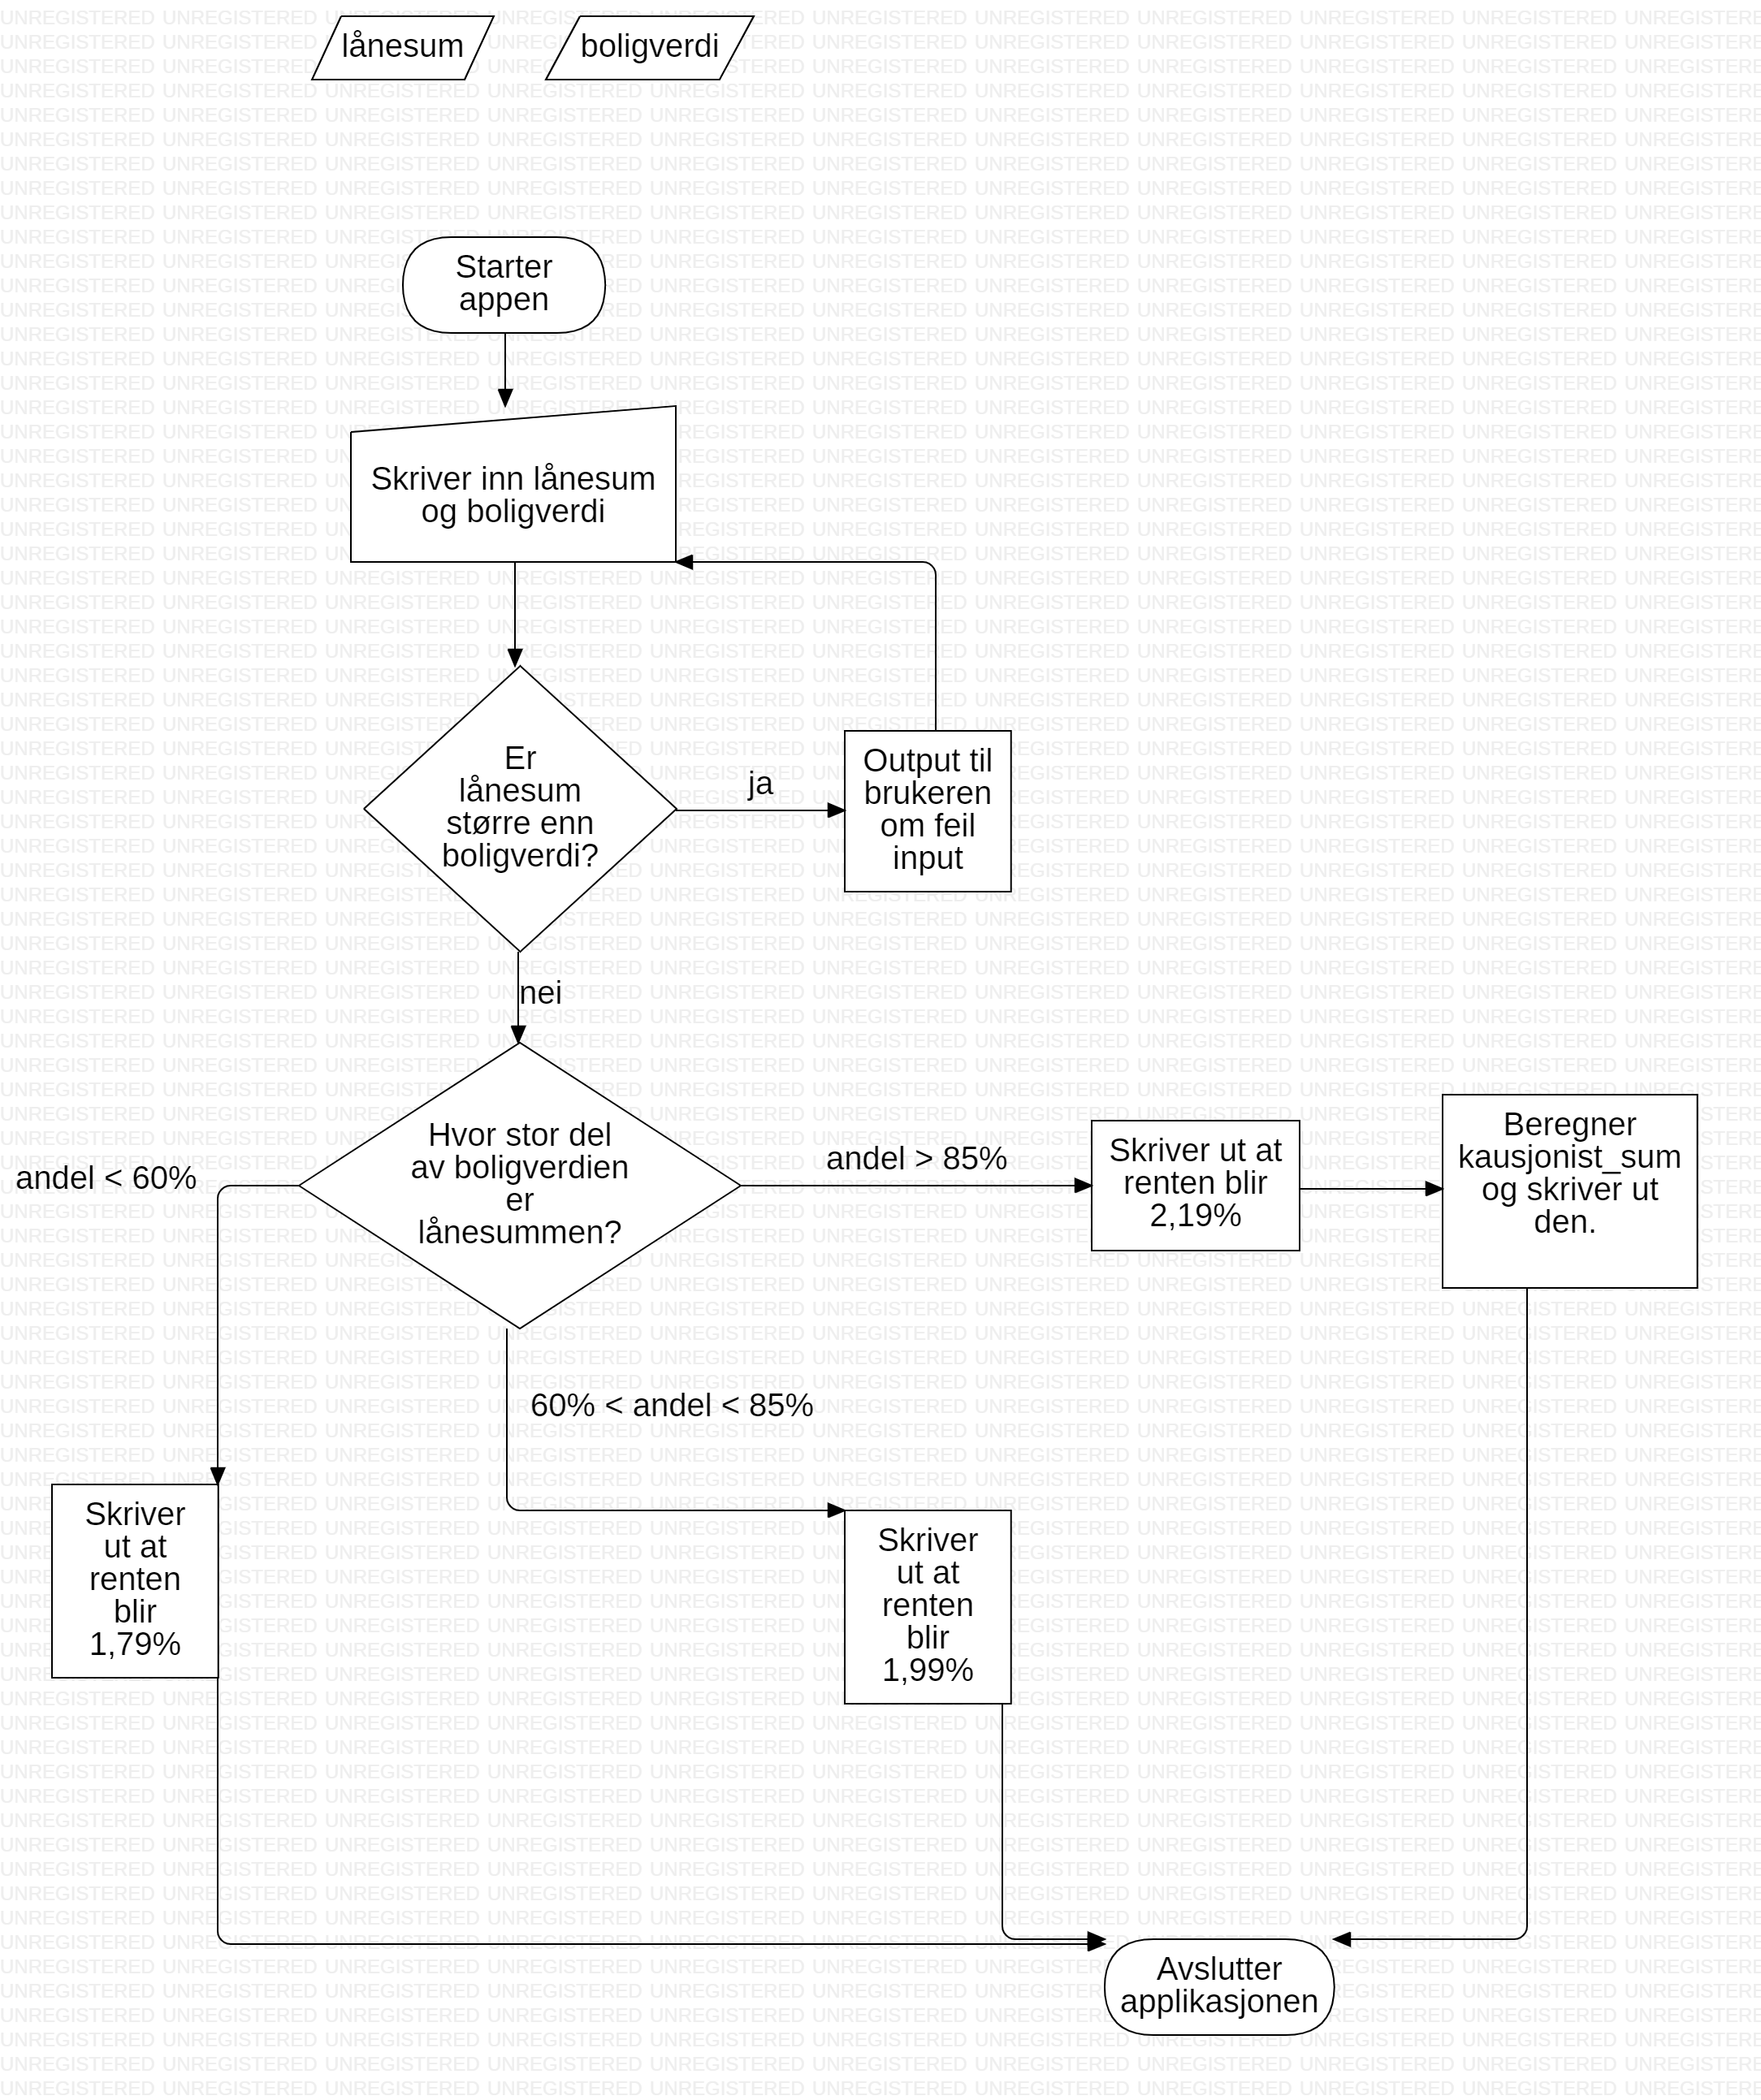 lånesum
boligverdi
Starter
appen
Skriver inn lånesum
og boligverdi
Er
lånesum
større enn
boligverdi?
ja
Output til
brukeren
om feil
input
nei
Hvor stor del
av boligverdien
er
lånesummen?
andel < 60%
andel > 85%
Skriver ut at
renten blir
2,19%
Beregner
kausjonist_sum
og skriver ut
den.
60% < andel < 85%
Skriver
ut at
renten
blir
1,79%
Skriver
ut at
renten
blir
1,99%
Avslutter
applikasjonen
UNREGISTERED